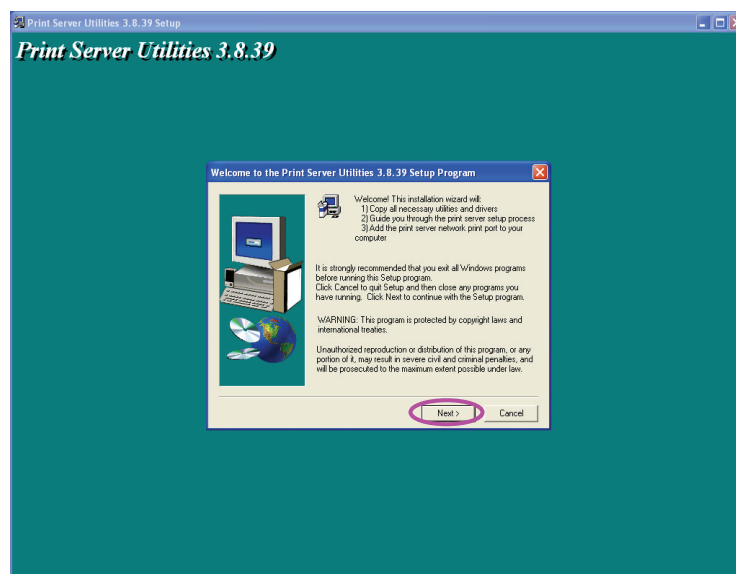 Print Server Utilities 3.8.39 Setup
Print Server Utilities 3.8.39
Welcome to the Print Server Utilities 3.8.39 Setup Program
Welcome! This installation wizard will:
1) Copy all necessary utilities and drivers
2) Guide you through the print server setup process
3) Add the print server network print port to your
computer
It is strongly recommended that you exit all Windows programs
before running this Setup program.
Click Cancel to quit Setup and then close any programs you
have running. Click Next to continue with the Setup program.
WARNING: This program is protected by copyright laws and
international treaties.
Unauthorized reproduction or distribution of this program, or any
portion of it, may result in severe civil and criminal penalties, and
will be prosecuted to the maximum extent possible under law.
Next >
Cancel